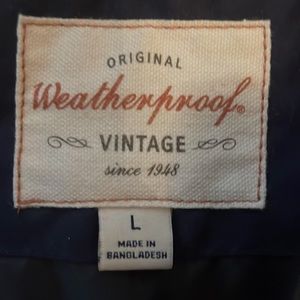 ORIGINAL
Weatherproof®
VINTAGE
since 1948
L
MADE IN
BANGLADESH